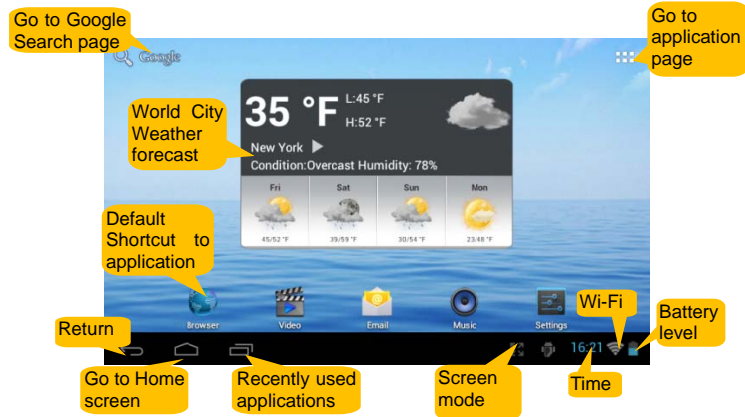 Go to Google
Search page
Go to
application
page
Google
35 °F
L:45 °F
H:52 °F
World City
Weather
forecast
New York
Condition:Overcast Humidity: 78%
Fri
Sat
Sun
Mon
45/52 °F
39/59 °F
30/54 °F
23/48 °F
Default
Shortcut to
application
Browser
Video
Email
Music
Settings
Wi-Fi
Battery
level
Return
16:21
Go to Home
screen
Recently used
applications
Screen
mode
Time